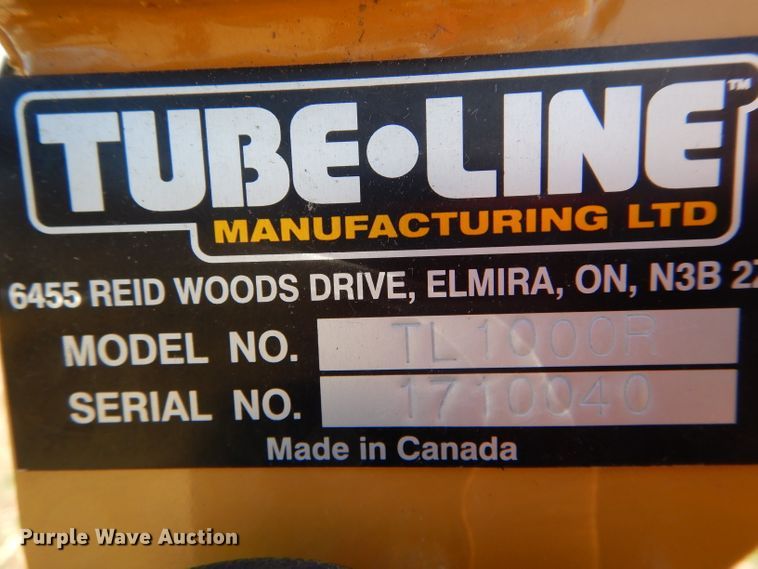 TUBE•LINE™
MANUFACTURING LTD
6455 REID WOODS DRIVE, ELMIRA, ON, N3B
MODEL NO. TL1000R
SERIAL NO. 1710040
Made in Canada
Purple Wave Auction